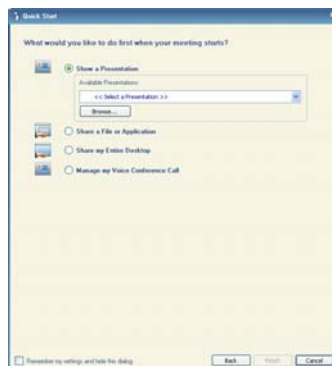 Quick Start
What would you like to do first when your meeting starts?
Show a Presentation
Available Presentations:
<< Select a Presentation >>
Browse...
Share a File or Application
Share my Entire Desktop
Manage my Voice Conference Call
Remember my settings and hide this dialog.
Back Finish Cancel